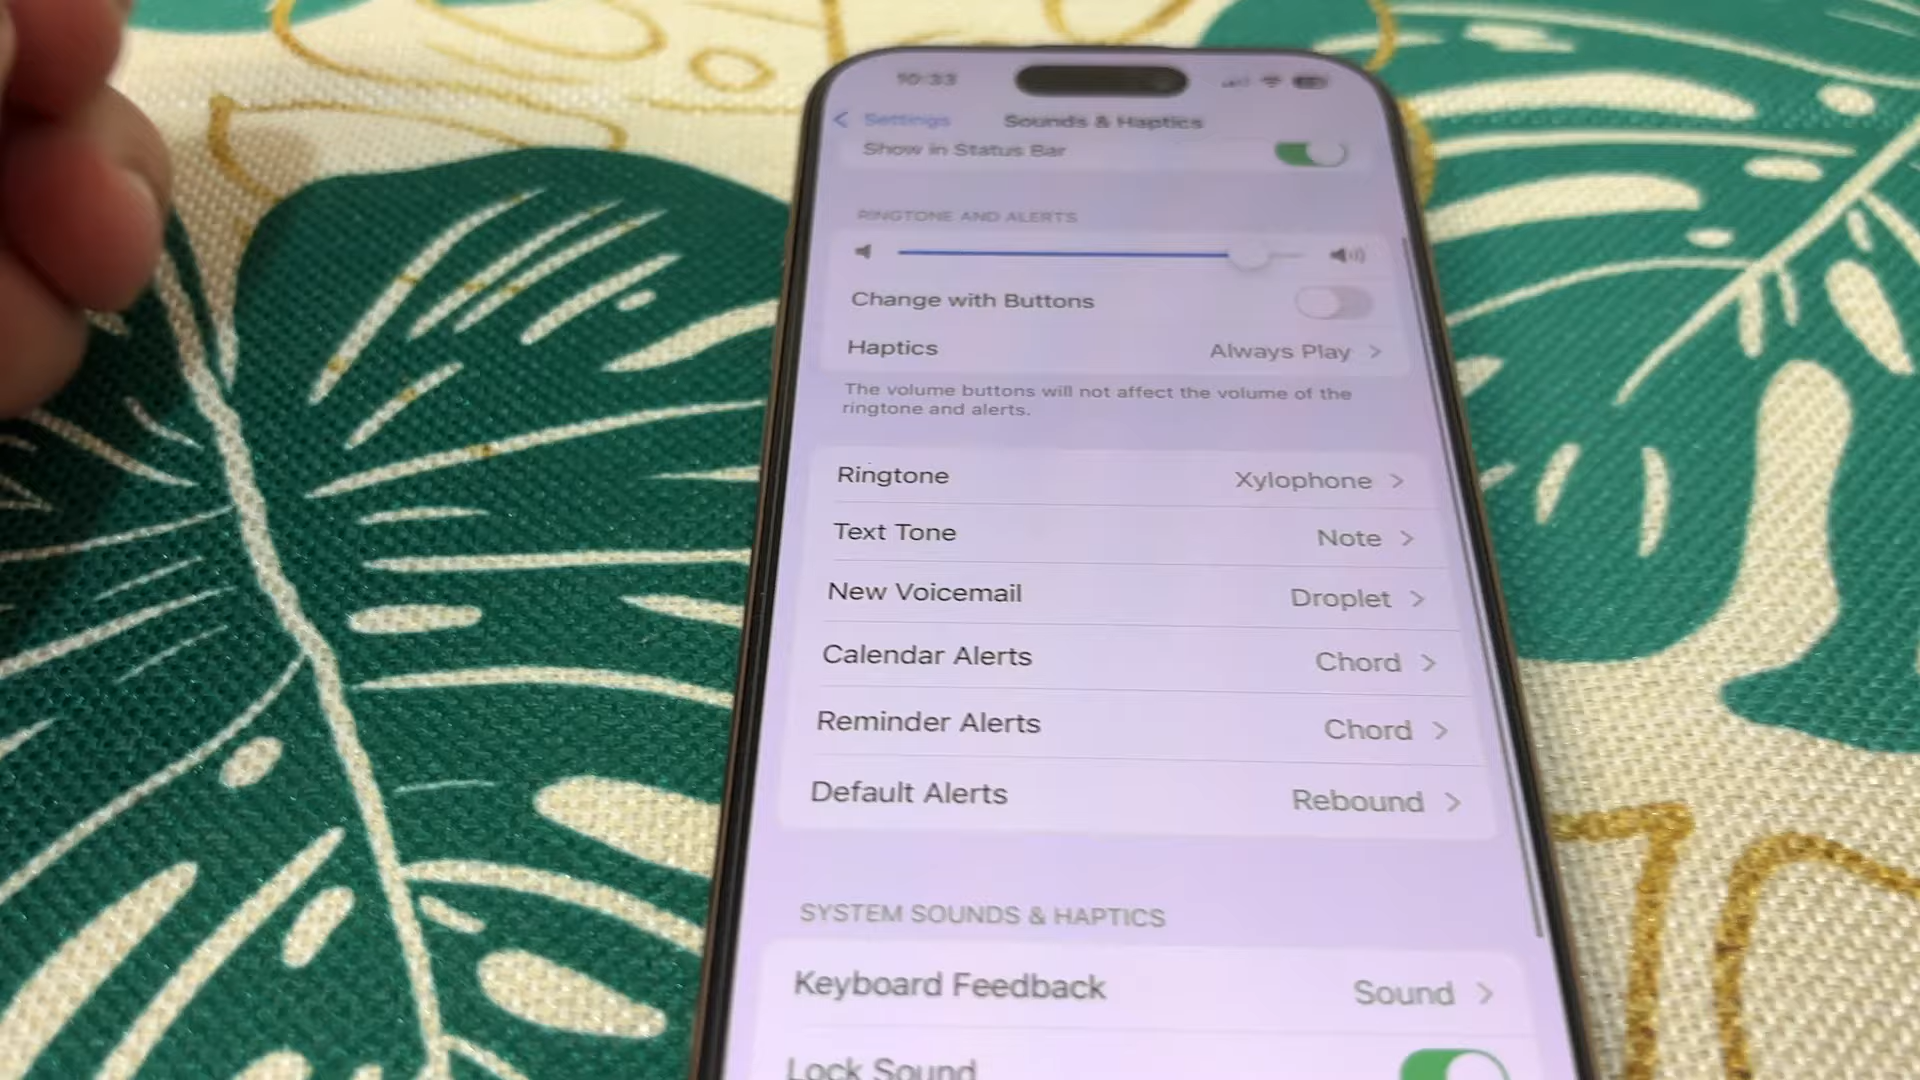 10:33
Settings
Sounds & Haptics
Show in Status Bar
RINGTONE AND ALERTS
Change with Buttons
Haptics Always Play
The volume buttons will not affect the volume of the
ringtone and alerts.
Ringtone Xylophone
Text Tone Note
New Voicemail Droplet
Calendar Alerts Chord
Reminder Alerts Chord
Default Alerts Rebound
SYSTEM SOUNDS & HAPTICS
Keyboard Feedback Sound
Lock Sound